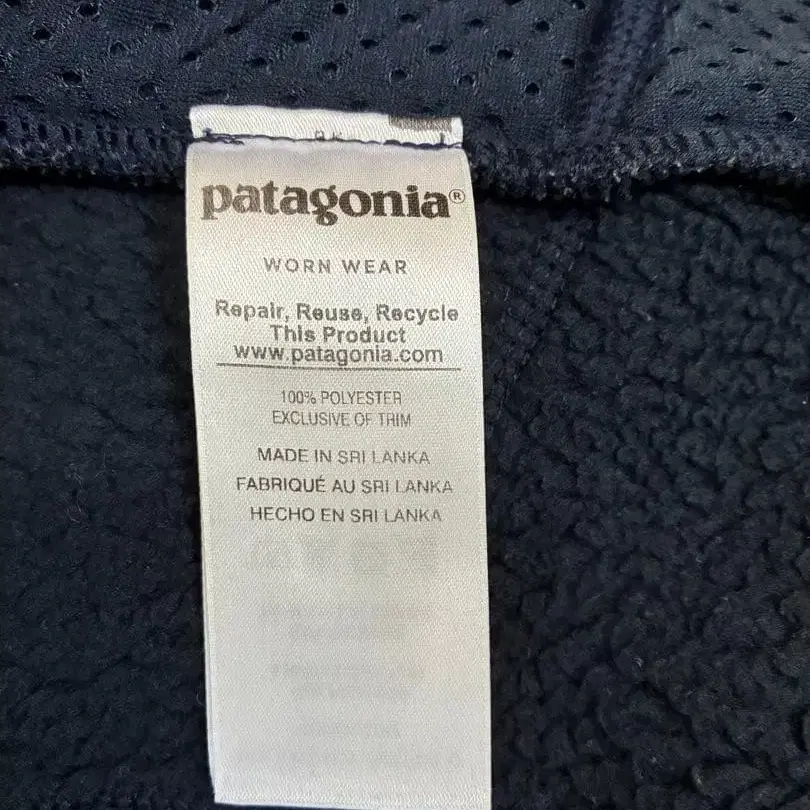 patagonia®
WORN WEAR
Repair, Reuse, Recycle
This Product
www.patagonia.com
100% POLYESTER
EXCLUSIVE OF TRIM
MADE IN SRI LANKA
FABRIQUÉ AU SRI LANKA
HECHO EN SRI LANKA